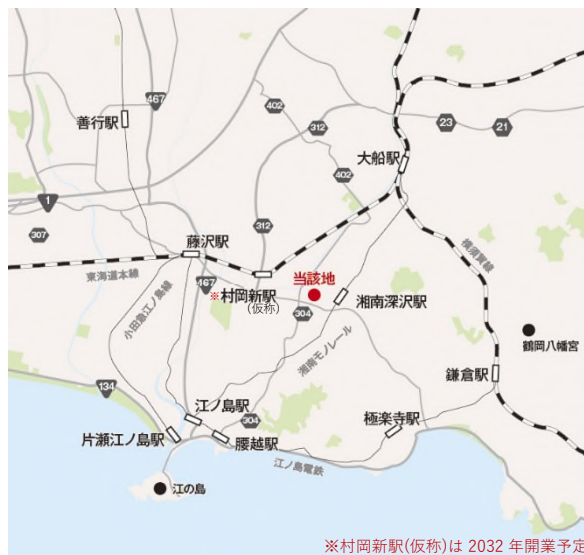 467
402
善行駅
312
23
21
大船駅
402
1
307
312
藤沢駅
横須賀線
東海道本線
467
当該地
※村岡新駅
(仮称)
304
湘南深沢駅
小田急江ノ島線
湘南モノレール
鶴岡八幡宮
鎌倉駅
134
江ノ島駅
304
極楽寺駅
片瀬江ノ島駅
腰越駅
江ノ島電鉄
江の島
※村岡新駅(仮称)は 2032 年開業予定